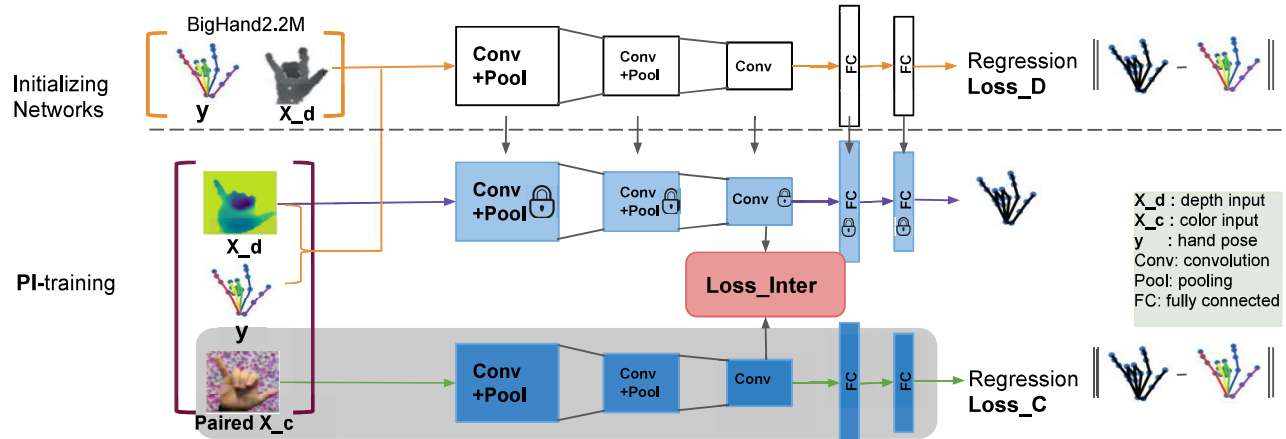 BigHand2.2M
Initializing
Networks
y
X_d
Conv
+Pool
Conv
+Pool
Conv
FC
FC
Regression
Loss_D
PI-training
X_d
y
Paired X_c
Conv
+Pool
Conv
+Pool
Conv
FC
FC
Loss_Inter
Conv
+Pool
Conv
+Pool
Conv
FC
FC
Regression
Loss_C
X_d : depth input
X_c : color input
y : hand pose
Conv: convolution
Pool: pooling
FC: fully connected